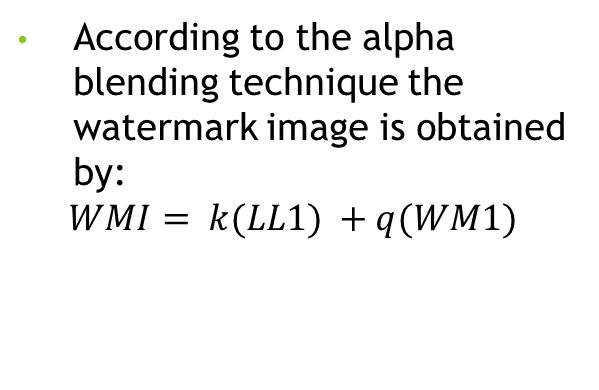 • According to the alpha
blending technique the
watermark image is obtained
by:
𝑊𝑀𝐼 = 𝑘(𝐿𝐿1) + 𝑞(𝑊𝑀1)